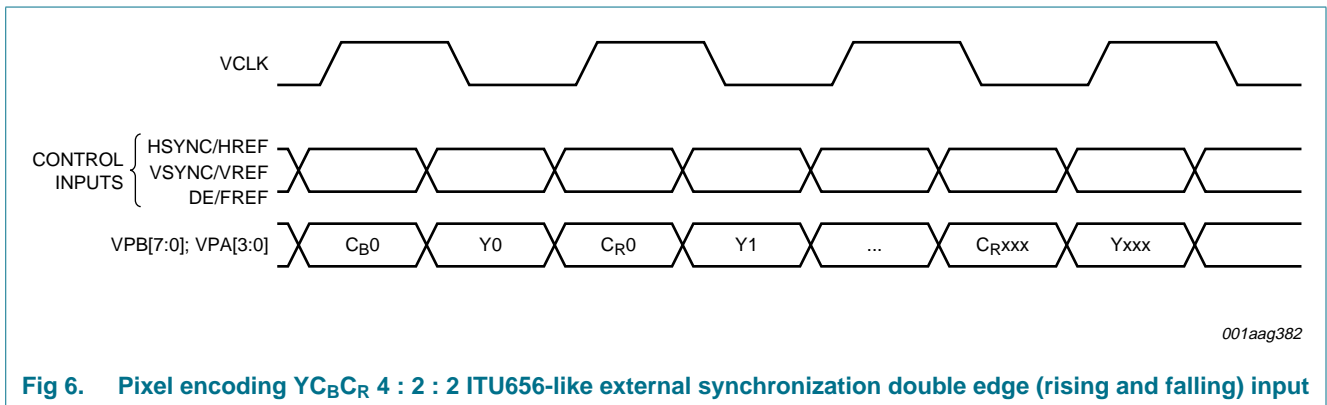 VCLK
CONTROL INPUTS
HSYNC/HREF
VSYNC/VREF
DE/FREF
VPB[7:0]; VPA[3:0]
CB0 Y0 CR0 Y1 ... CRxxx Yxxx
001aag382
Fig 6. Pixel encoding YCBCR 4 : 2 : 2 ITU656-like external synchronization double edge (rising and falling) input